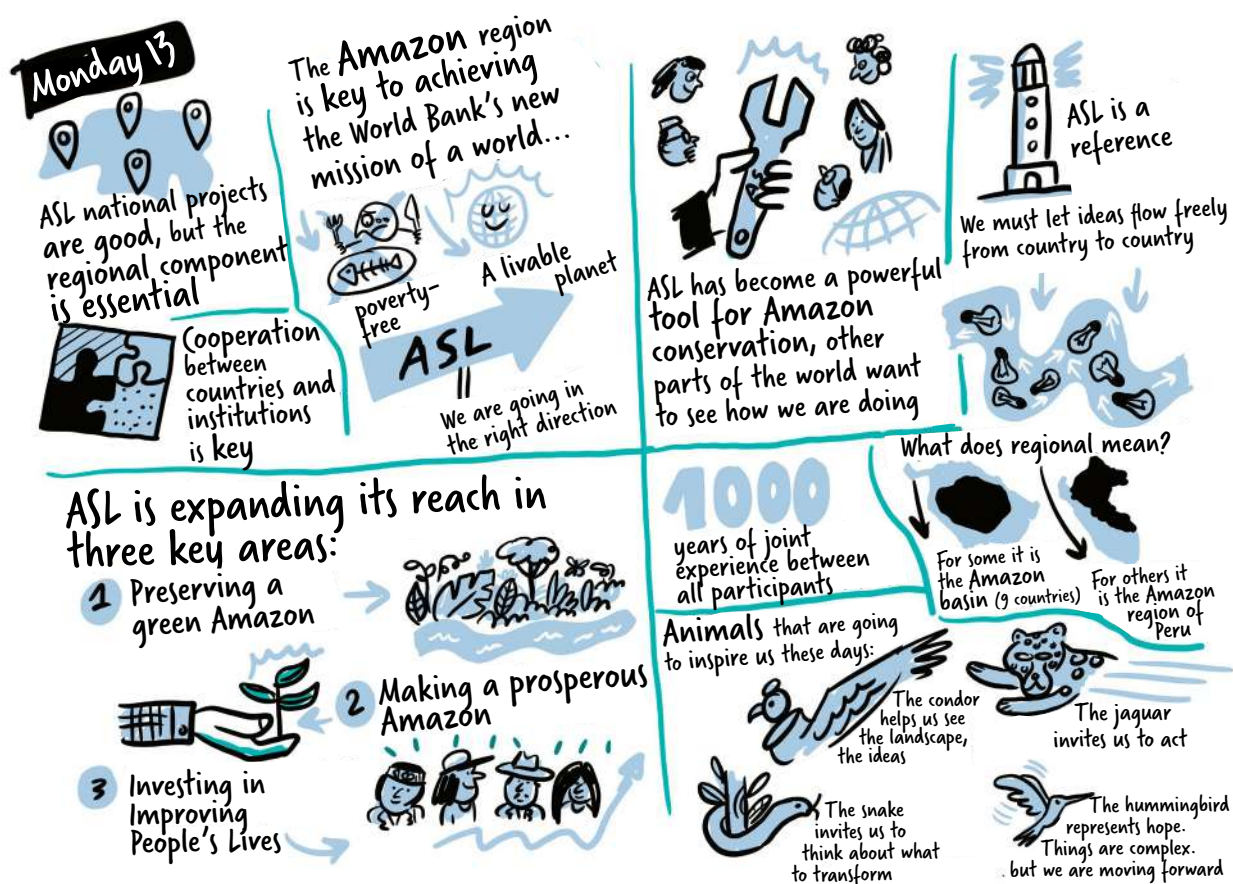 Monday 13
ASL national projects
are good, but the
regional component
is essential
Cooperation
between
countries and
institutions
is key
The Amazon region
is key to achieving
the World Bank's new
mission of a world...
poverty-
free
A livable
planet
ASL
We are going in
the right direction
ASL has become a powerful
tool for Amazon
conservation, other
parts of the world want
to see how we are doing
ASL is a
reference
We must let ideas flow freely
from country to country
ASL is expanding its reach in
three key areas:
1 Preserving a
green Amazon
2 Making a prosperous
Amazon
3 Investing in
Improving
People's Lives
1000
years of joint
experience between
all participants
What does regional mean?
For some it is
the Amazon
basin (9 countries)
For others it
is the Amazon
region of
Peru
Animals that are going
to inspire us these days:
The condor
helps us see
the landscape,
the ideas
The jaguar
invites us to act
The snake
invites us to
think about what
to transform
The hummingbird
represents hope.
Things are complex.
but we are moving forward